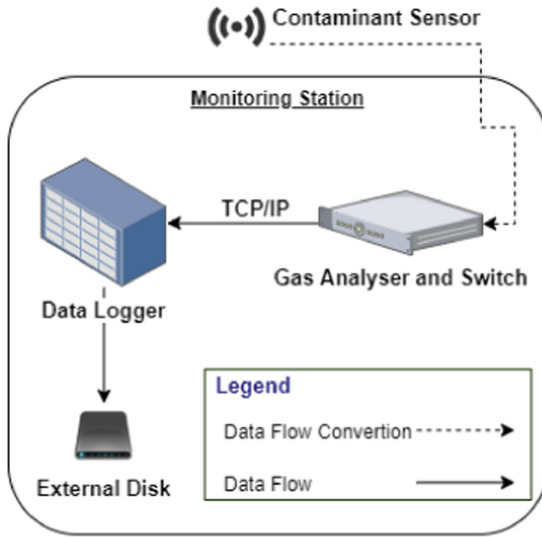 Contaminant Sensor
Monitoring Station
TCP/IP
Gas Analyser and Switch
Data Logger
External Disk
Legend
Data Flow Convertion
Data Flow